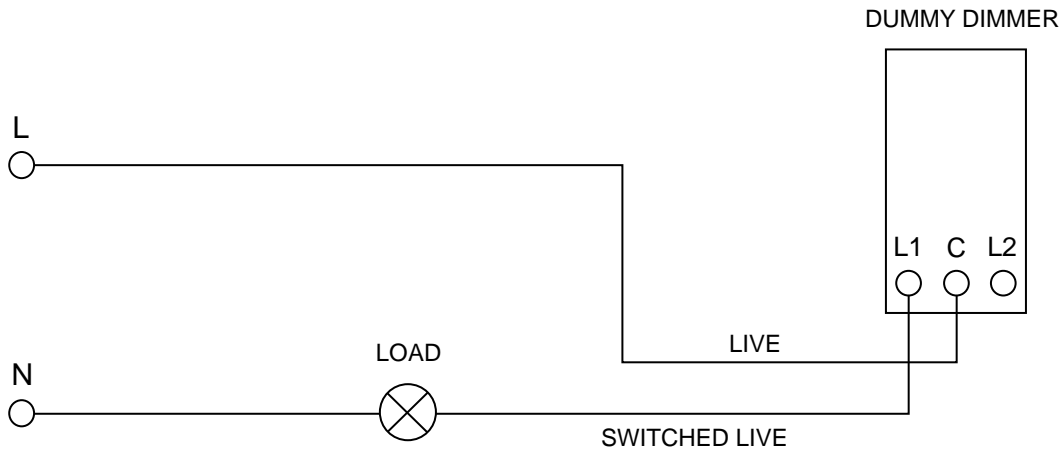 DUMMY DIMMER
L
L1 C L2
LIVE
LOAD
N
SWITCHED LIVE